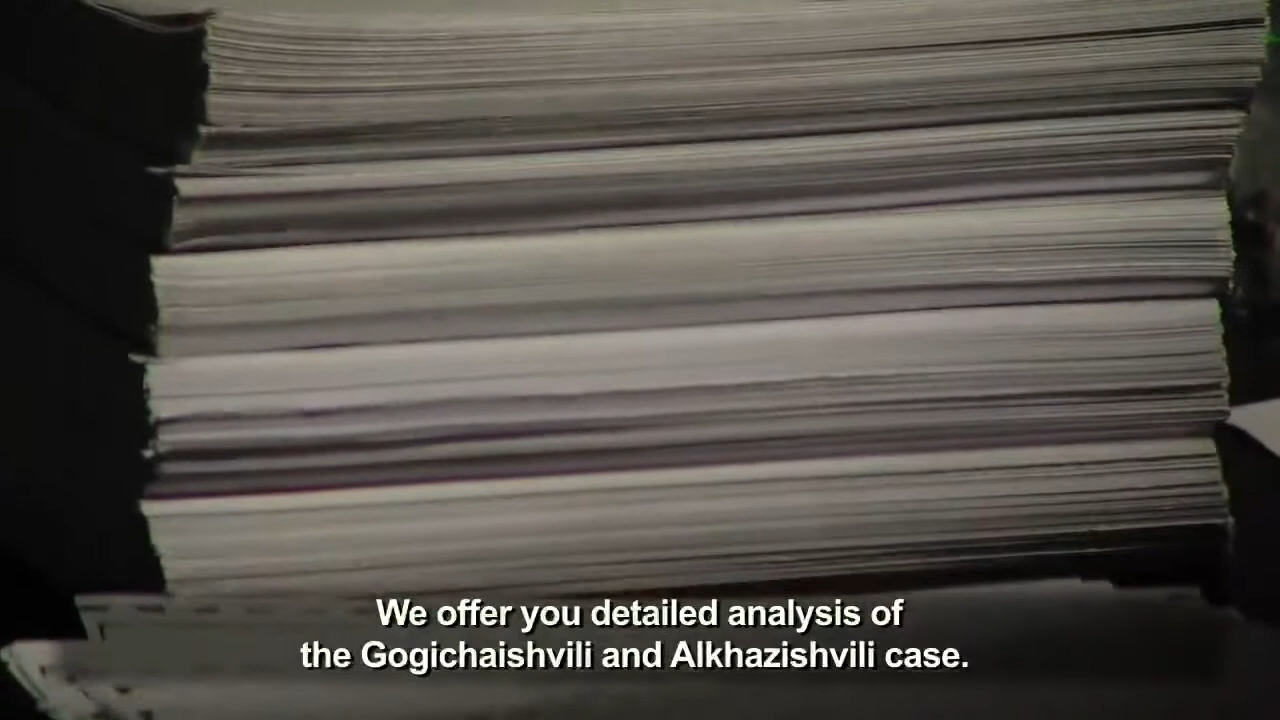 We offer you detailed analysis of
the Gogichaishvili and Alkhazishvili case.